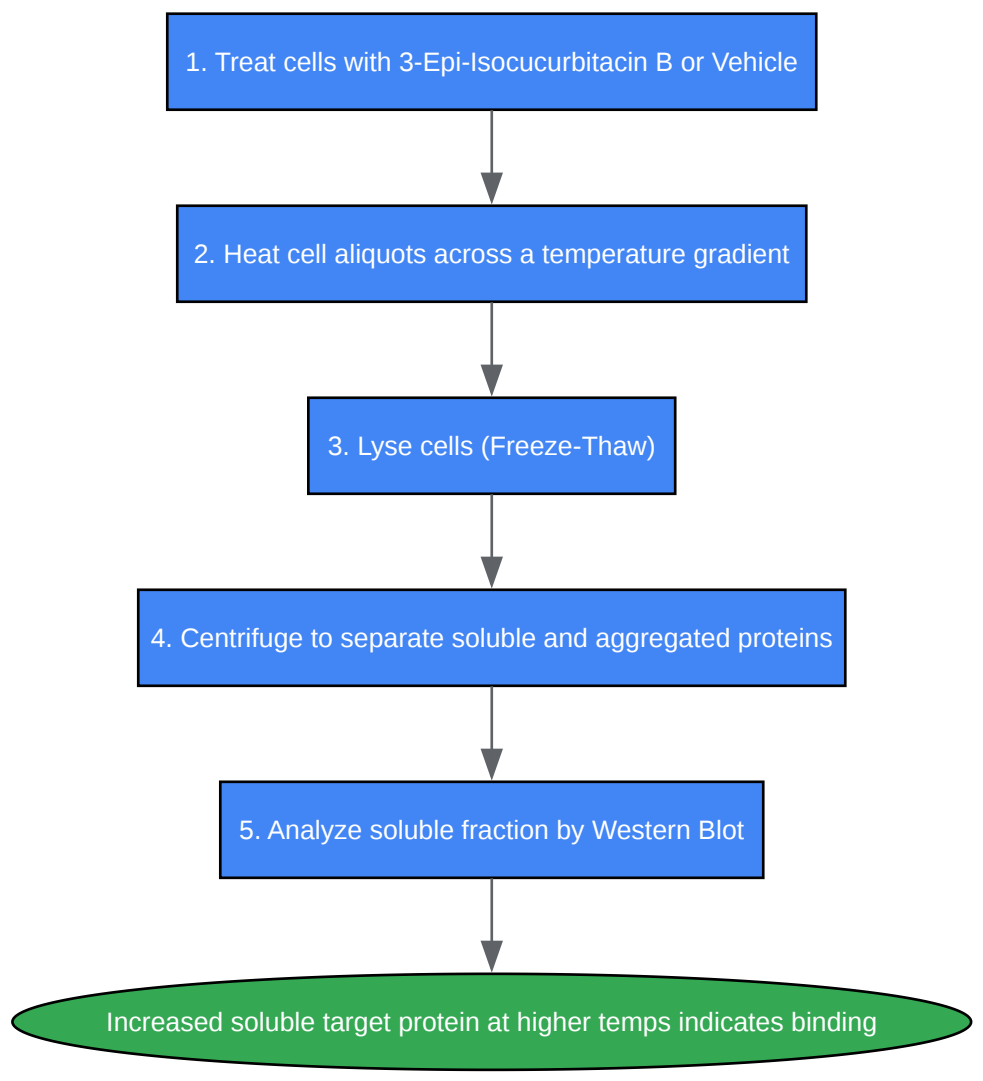 1. Treat cells with 3-Epi-Isocucurbitacin B or Vehicle
2. Heat cell aliquots across a temperature gradient
3. Lyse cells (Freeze-Thaw)
4. Centrifuge to separate soluble and aggregated proteins
5. Analyze soluble fraction by Western Blot
Increased soluble target protein at higher temps indicates binding